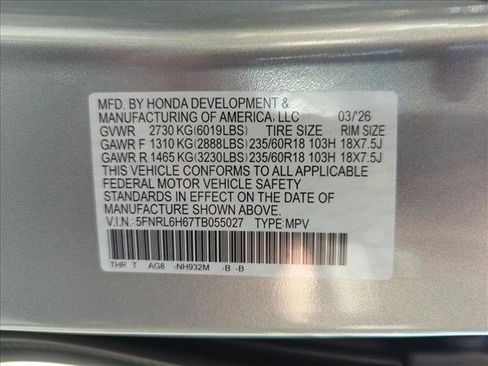 MFD. BY HONDA DEVELOPMENT &
MANUFACTURING OF AMERICA, LLC 03/26
GVWR 2730 KG (6019LBS) TIRE SIZE RIM SIZE
GAWR F 1310 KG (2888LBS) 235/60R18 103H 18X7.5J
GAWR R 1465 KG (3230LBS) 235/60R18 103H 18X7.5J
THIS VEHICLE CONFORMS TO ALL APPLICABLE
FEDERAL MOTOR VEHICLE SAFETY
STANDARDS IN EFFECT ON THE DATE OF
MANUFACTURE SHOWN ABOVE.
V.I.N.: 5FNRL6H67TB055027 TYPE: MPV
THR T AG8 -NH932M -B -B